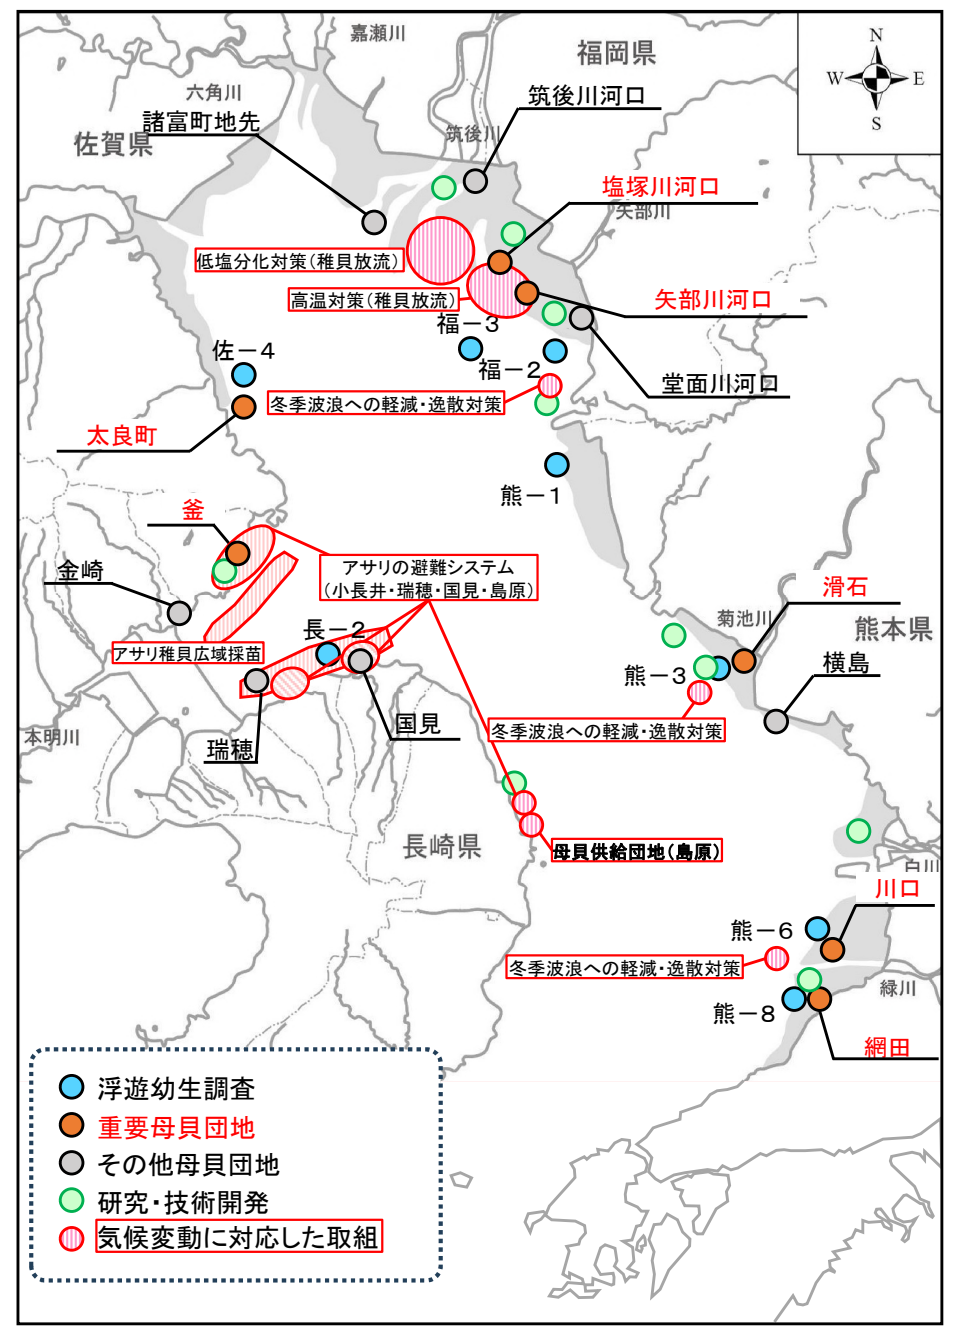 嘉瀬川
福岡県
N
W
E
S
六角川
筑後川河口
諸富町地先
筑後川
佐賀県
塩塚川河口
矢部川
低塩分化対策(稚貝放流)
高温対策(稚貝放流)
矢部川河口
福－3
佐－4
福－2
堂面川河口
冬季波浪への軽減・逸散対策
太良町
熊－1
釜
アサリの避難システム
(小長井・瑞穂・国見・島原)
金崎
滑石
菊池川
熊本県
長－2
アサリ稚貝広域採苗
熊－3
横島
国見
冬季波浪への軽減・逸散対策
本明川
瑞穂
長崎県
母貝供給団地(島原)
白川
川口
熊－6
冬季波浪への軽減・逸散対策
緑川
熊－8
網田
浮遊幼生調査
重要母貝団地
その他母貝団地
研究・技術開発
気候変動に対応した取組